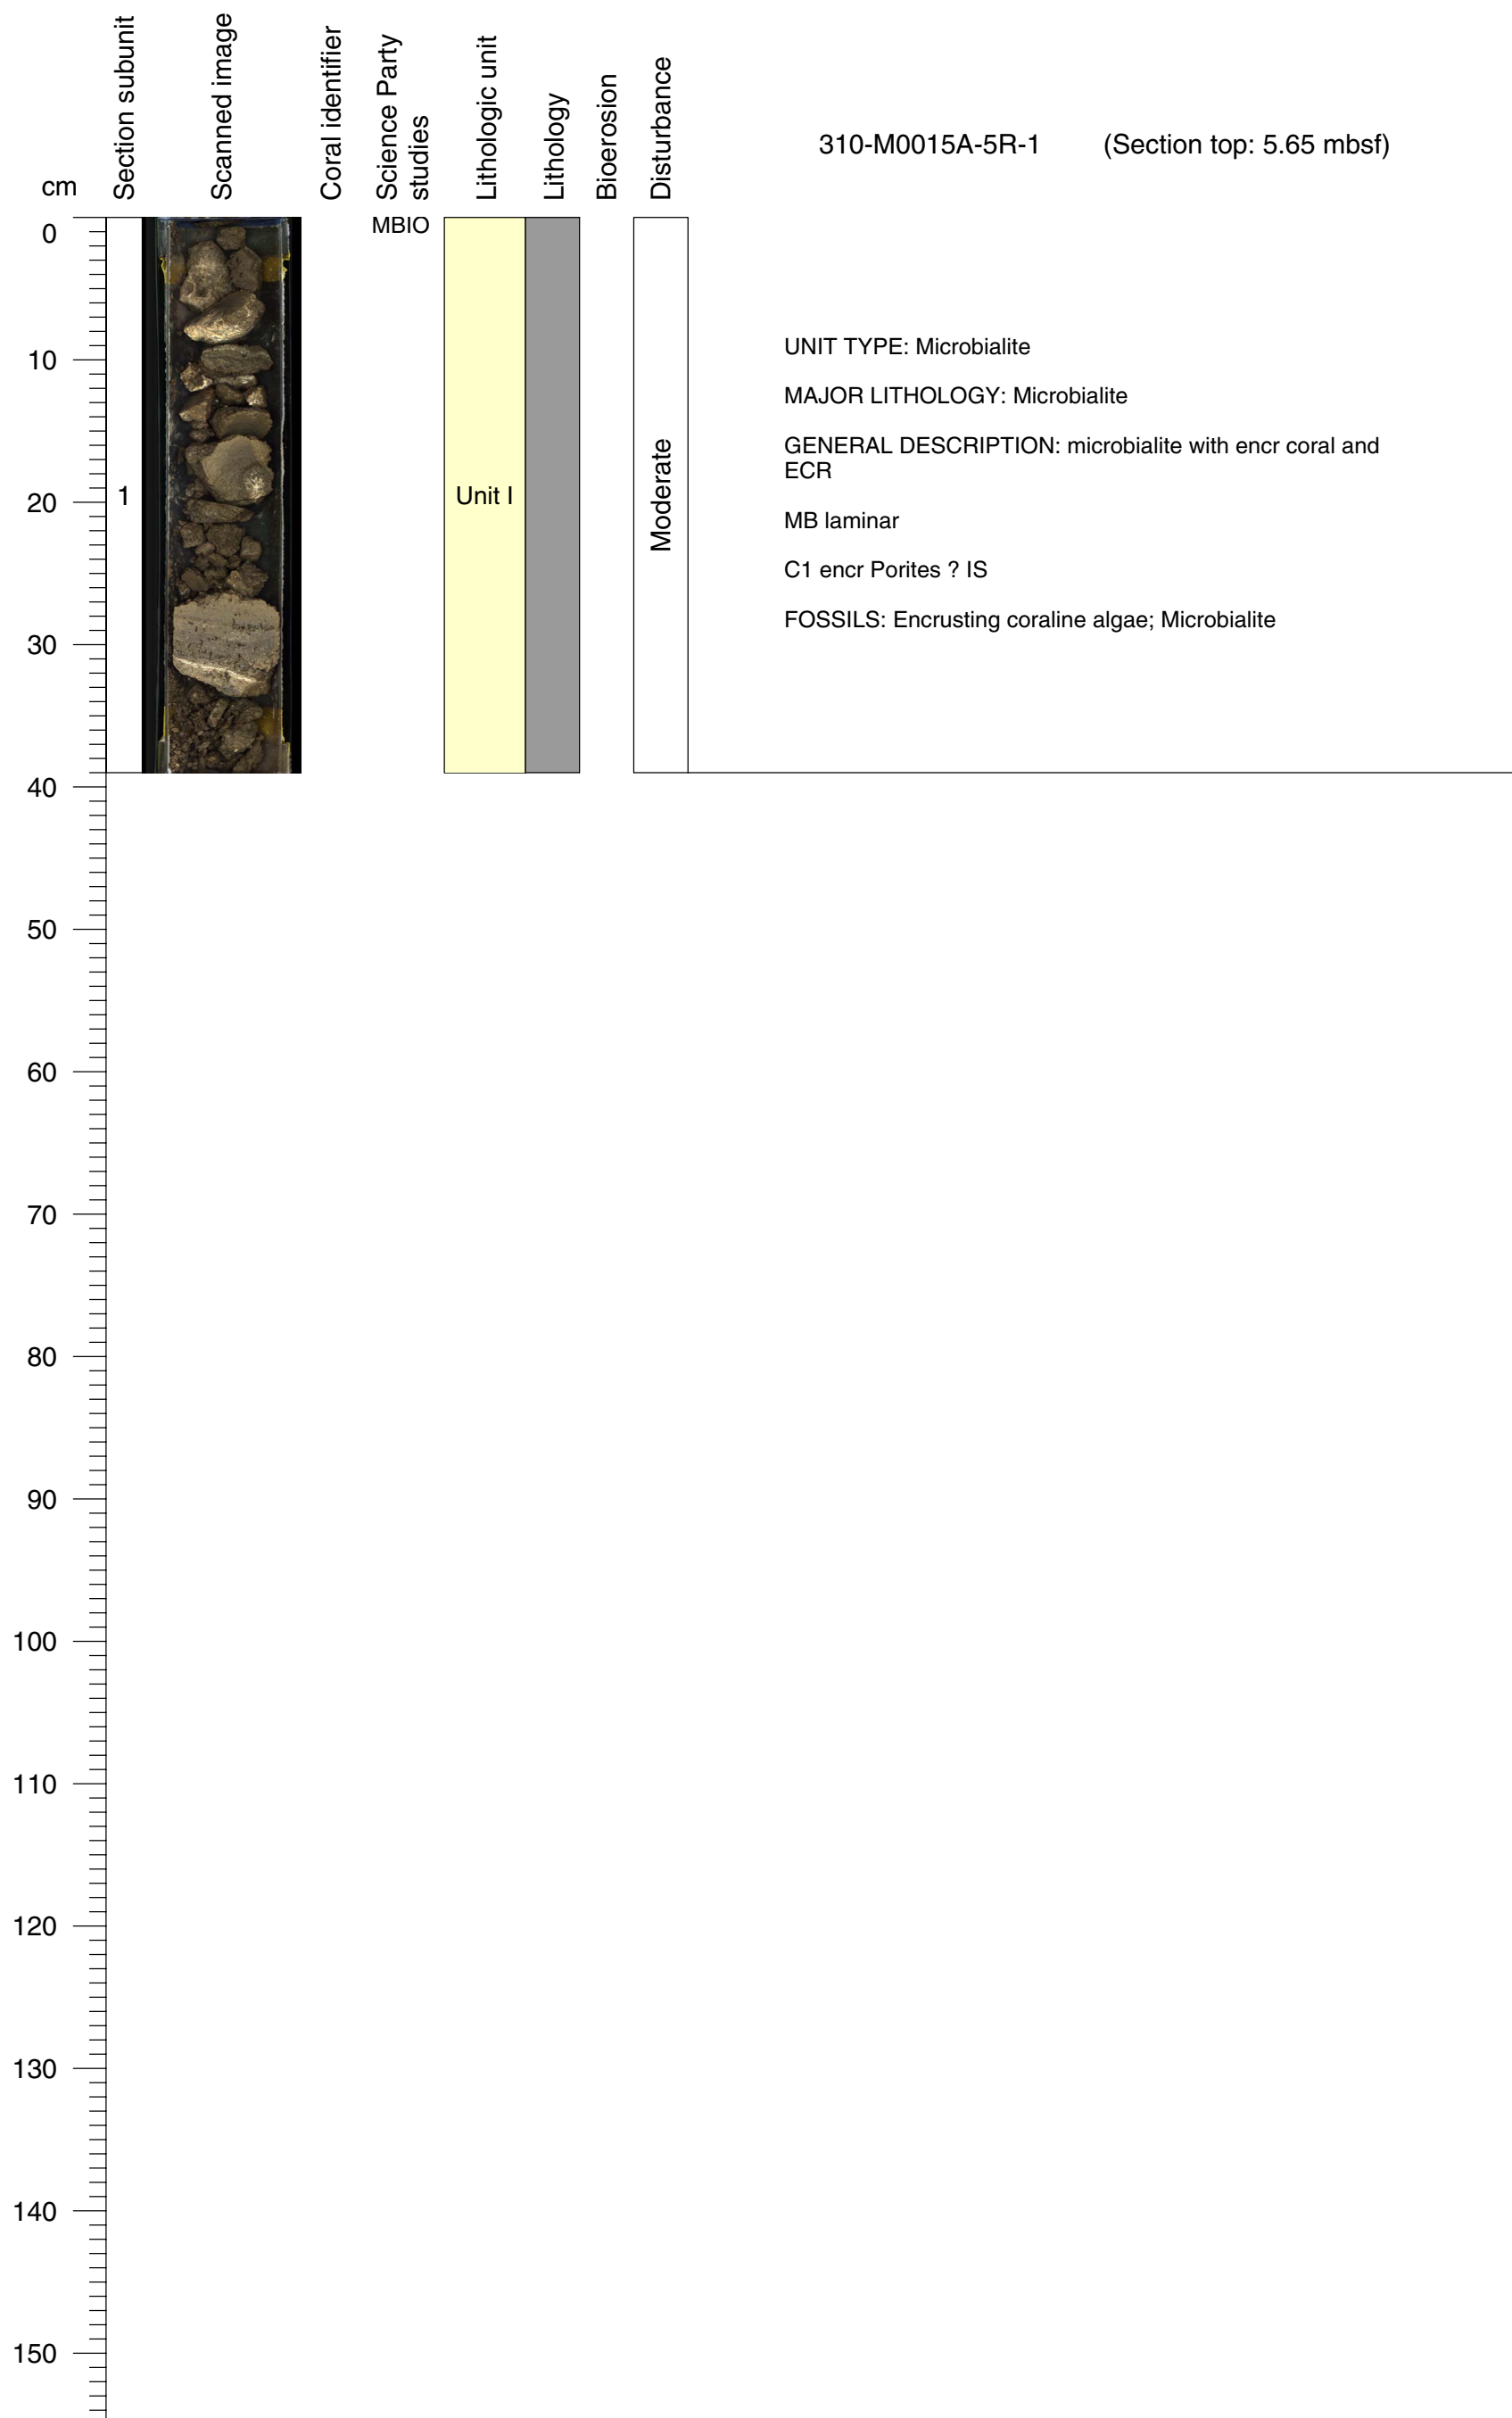 cm
Section subunit
Scanned image
Coral identifier
Science Party
studies
Lithologic unit
Lithology
Bioerosion
Disturbance
310-M0015A-5R-1 (Section top: 5.65 mbsf)
MBIO
1
Unit I
Moderate
UNIT TYPE: Microbialite
MAJOR LITHOLOGY: Microbialite
GENERAL DESCRIPTION: microbialite with encr coral and
ECR
MB laminar
C1 encr Porites ? IS
FOSSILS: Encrusting coraline algae; Microbialite
0
10
20
30
40
50
60
70
80
90
100
110
120
130
140
150